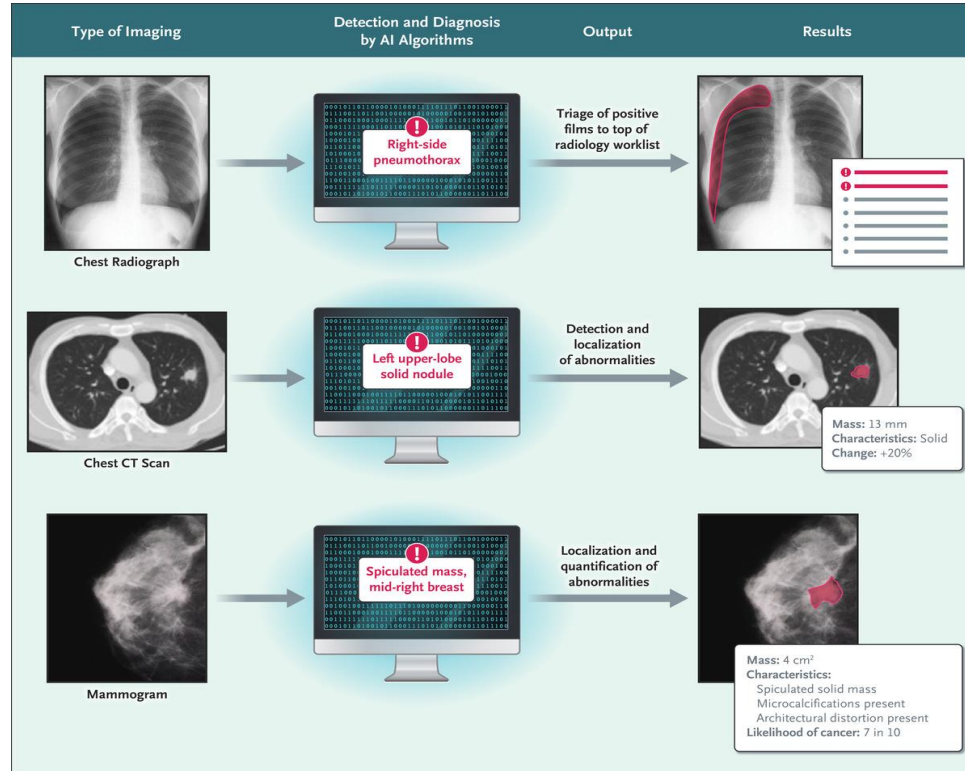 Type of Imaging
Detection and Diagnosis
by AI Algorithms
Output
Results
Right-side
pneumothorax
Triage of positive
films to top of
radiology worklist
Chest Radiograph
Left upper-lobe
solid nodule
Detection and
localization
of abnormalities
Mass: 13 mm
Characteristics: Solid
Change: +20%
Chest CT Scan
Spiculated mass,
mid-right breast
Localization and
quantification of
abnormalities
Mammogram
Mass: 4 cm²
Characteristics:
Spiculated solid mass
Microcalcifications present
Architectural distortion present
Likelihood of cancer: 7 in 10